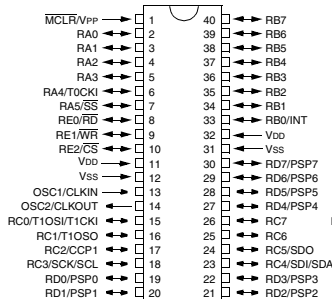 MCLR/VPP 1 40 RB7
RA0 2 39 RB6
RA1 3 38 RB5
RA2 4 37 RB4
RA3 5 36 RB3
RA4/T0CKI 6 35 RB2
RA5/SS 7 34 RB1
RE0/RD 8 33 RB0/INT
RE1/WR 9 32 VDD
RE2/CS 10 31 VSS
VDD 11 30 RD7/PSP7
VSS 12 29 RD6/PSP6
OSC1/CLKIN 13 28 RD5/PSP5
OSC2/CLKOUT 14 27 RD4/PSP4
RC0/T1OSI/T1CKI 15 26 RC7
RC1/T1OSO 16 25 RC6
RC2/CCP1 17 24 RC5/SDO
RC3/SCK/SCL 18 23 RC4/SDI/SDA
RD0/PSP0 19 22 RD3/PSP3
RD1/PSP1 20 21 RD2/PSP2